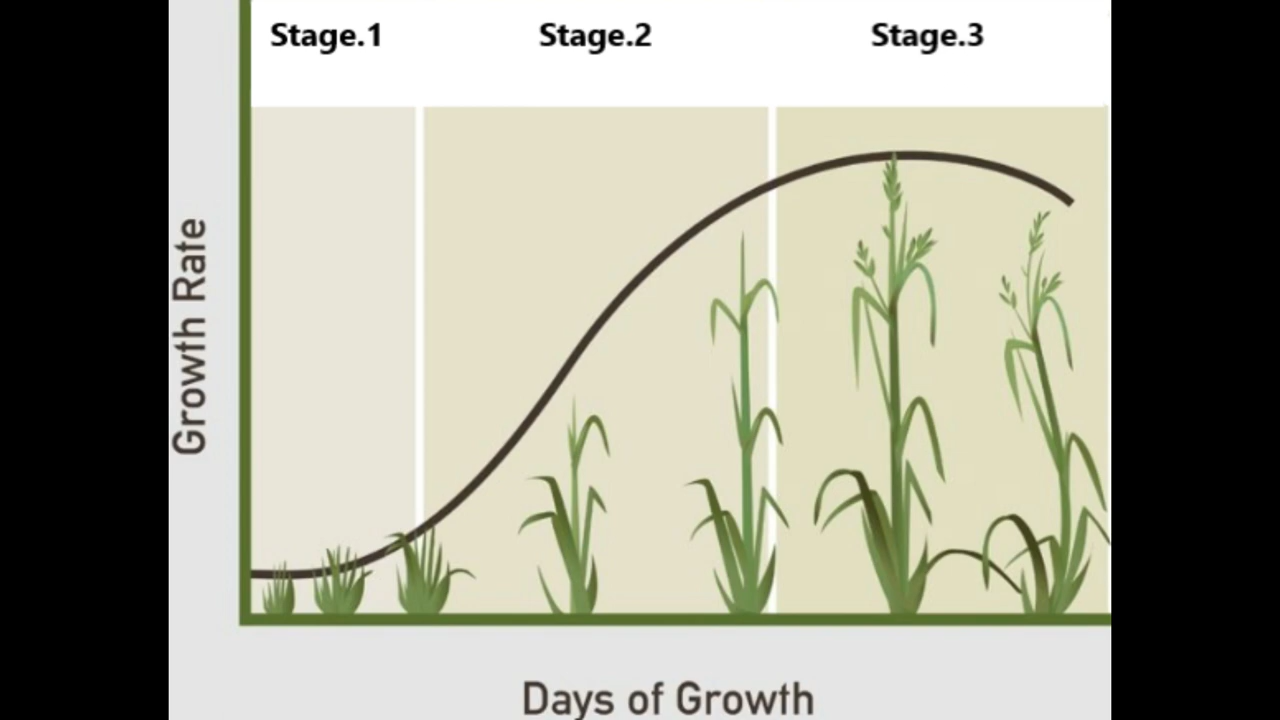 Stage.1
Stage.2
Stage.3
Growth Rate
Days of Growth